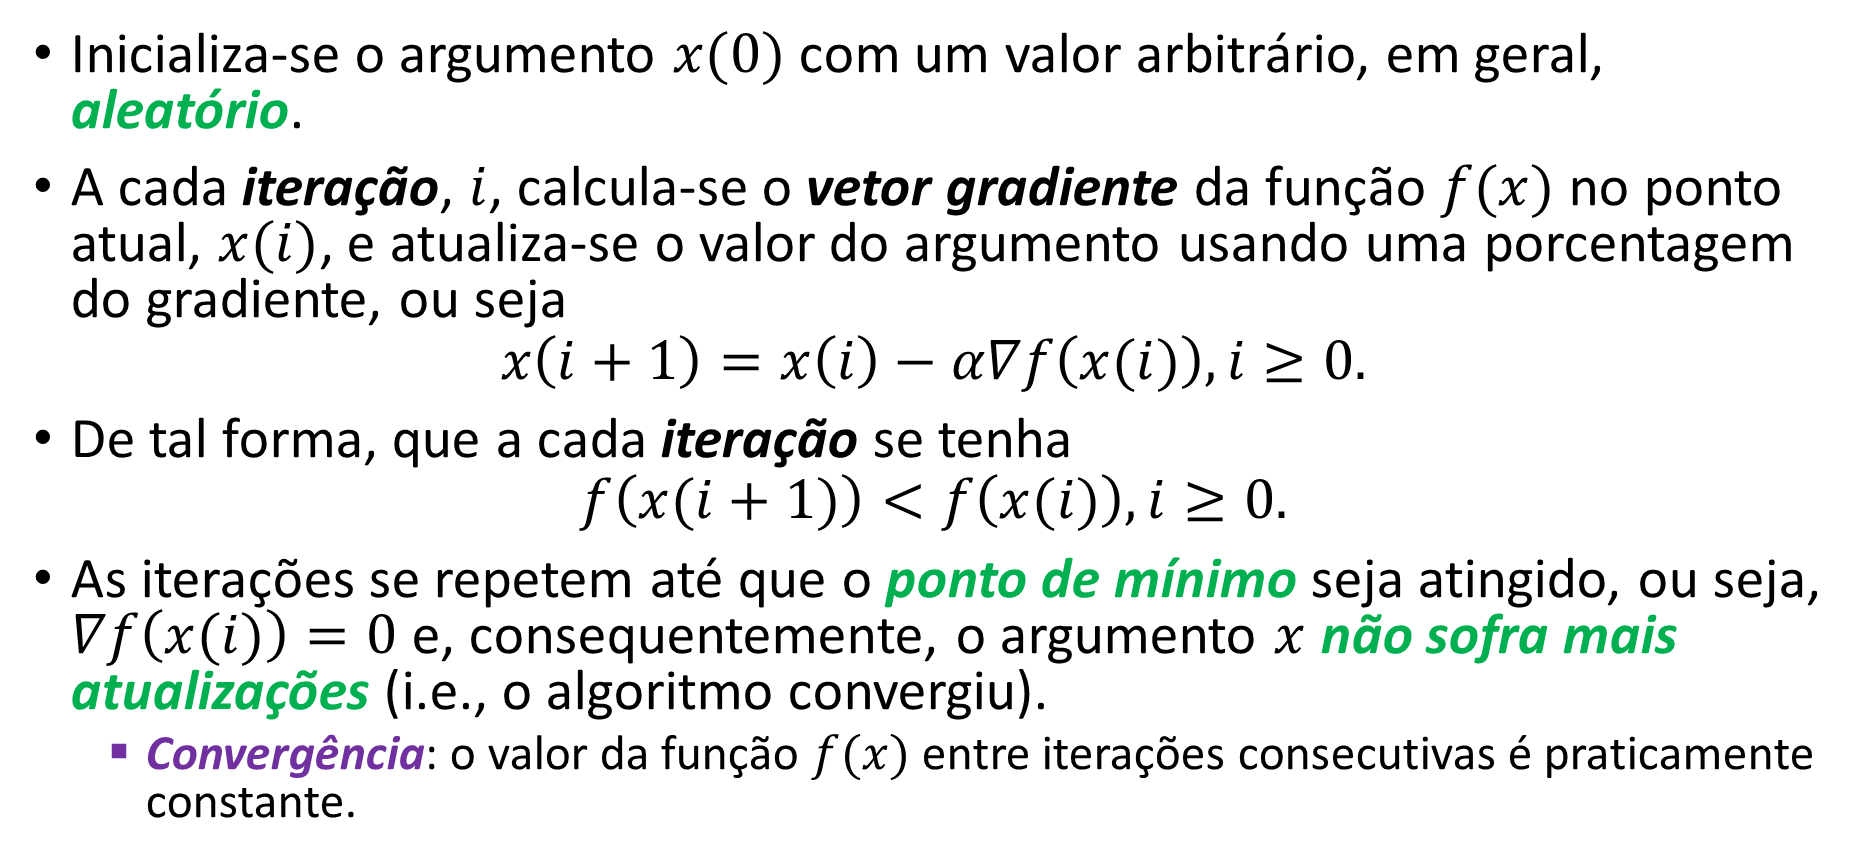 • Inicializa-se o argumento x(0) com um valor arbitrário, em geral,
aleatório.
• A cada iteração, i, calcula-se o vetor gradiente da função f(x) no ponto
atual, x(i), e atualiza-se o valor do argumento usando uma porcentagem
do gradiente, ou seja
x(i + 1) = x(i) − α∇f(x(i)), i ≥ 0.
• De tal forma, que a cada iteração se tenha
f(x(i + 1)) < f(x(i)), i ≥ 0.
• As iterações se repetem até que o ponto de mínimo seja atingido, ou seja,
∇f(x(i)) = 0 e, consequentemente, o argumento x não sofra mais
atualizações (i.e., o algoritmo convergiu).
▪ Convergência: o valor da função f(x) entre iterações consecutivas é praticamente
constante.